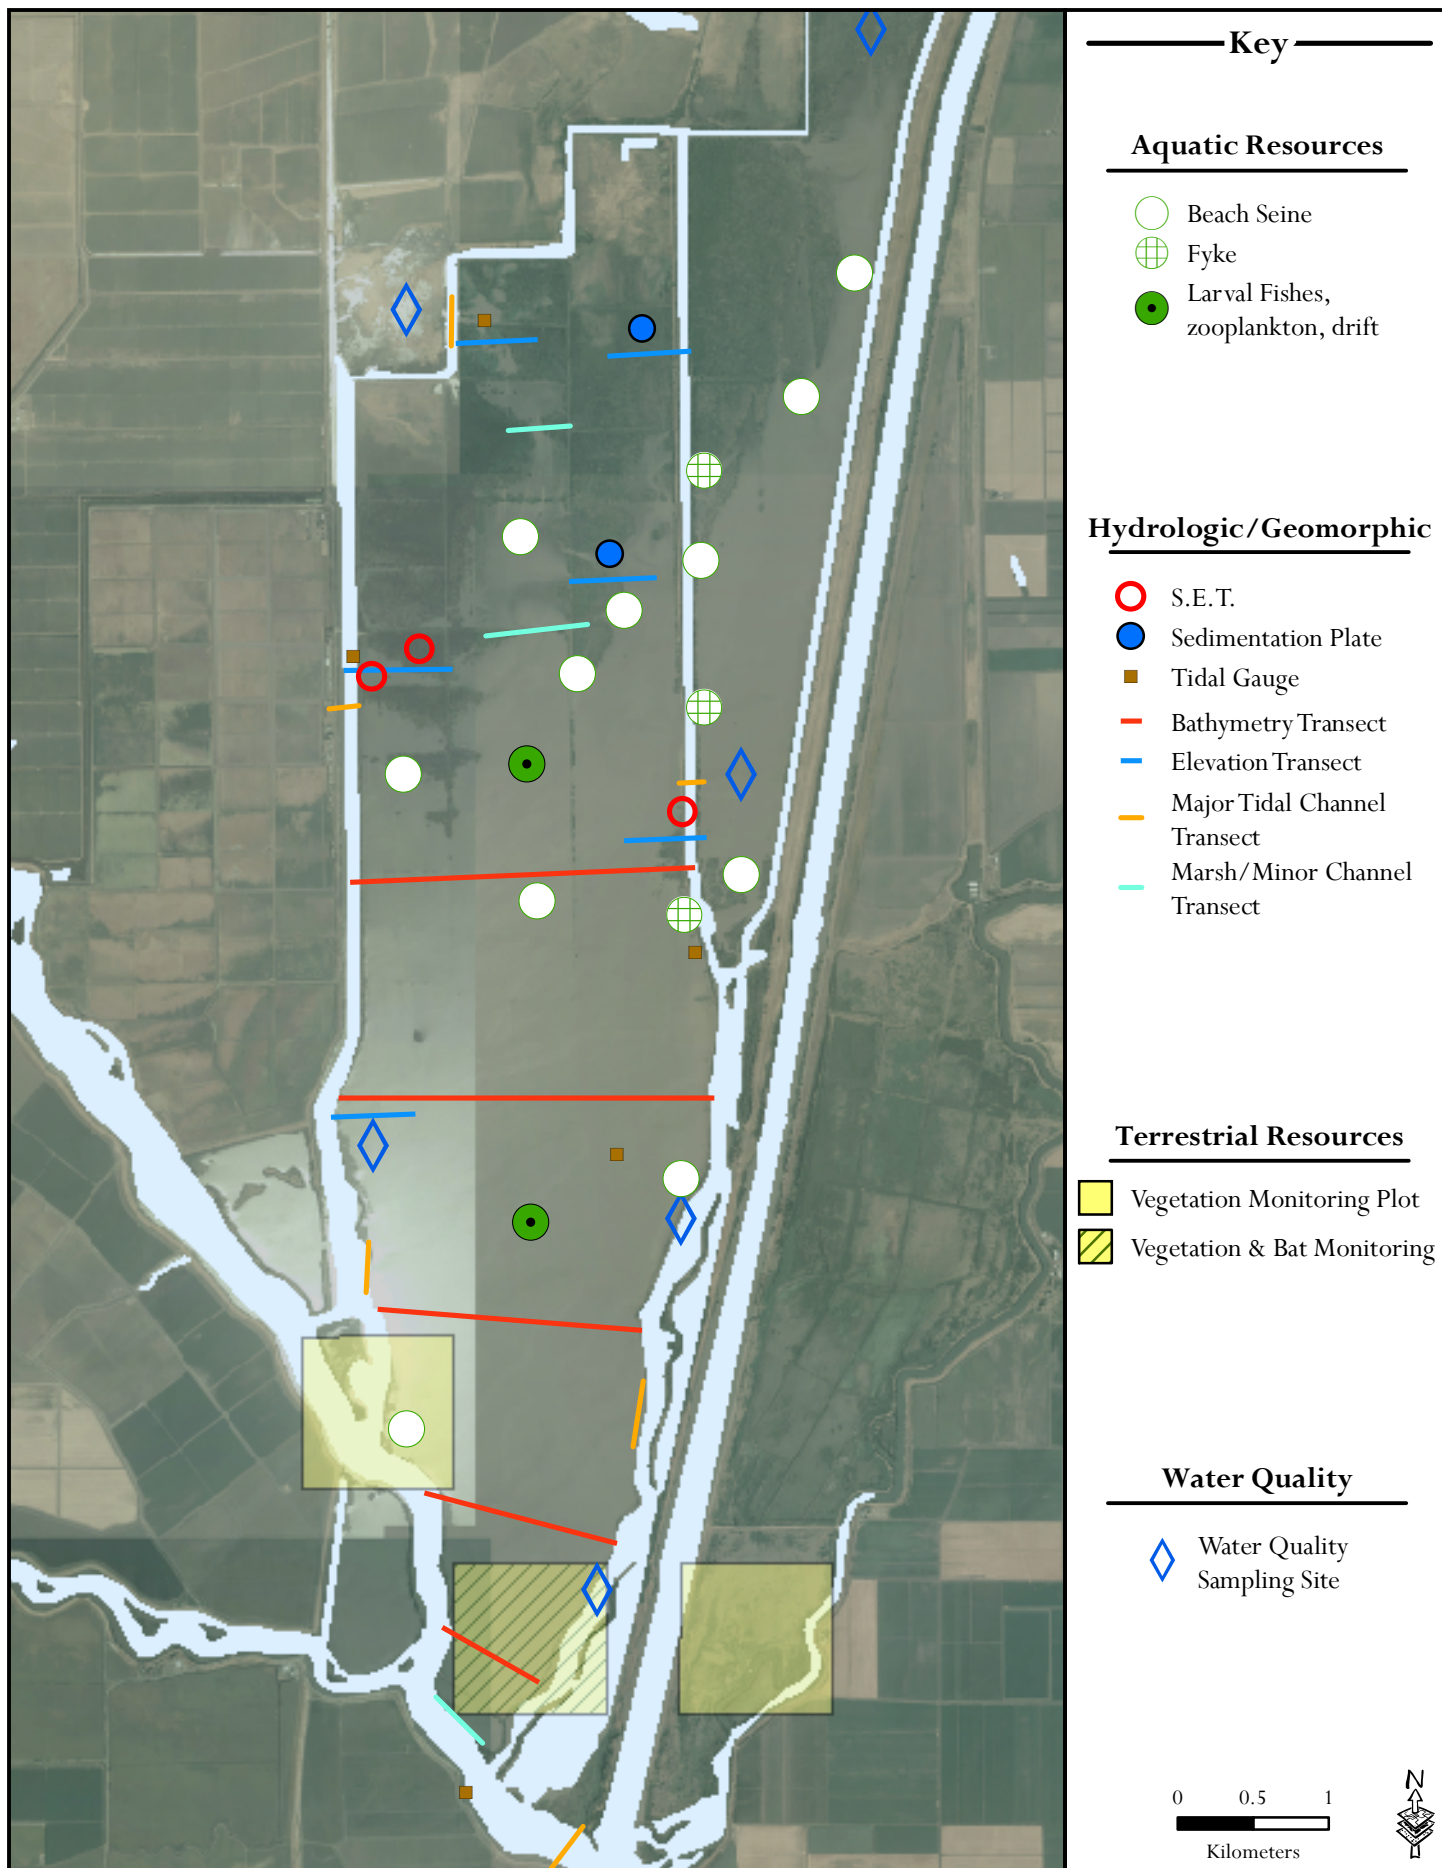 Key
Aquatic Resources
Beach Seine
Fyke
Larval Fishes,
zooplankton, drift
Hydrologic/Geomorphic
S.E.T.
Sedimentation Plate
Tidal Gauge
Bathymetry Transect
Elevation Transect
Major Tidal Channel
Transect
Marsh/Minor Channel
Transect
Terrestrial Resources
Vegetation Monitoring Plot
Vegetation & Bat Monitoring
Water Quality
Water Quality
Sampling Site
N
0 0.5 1
Kilometers